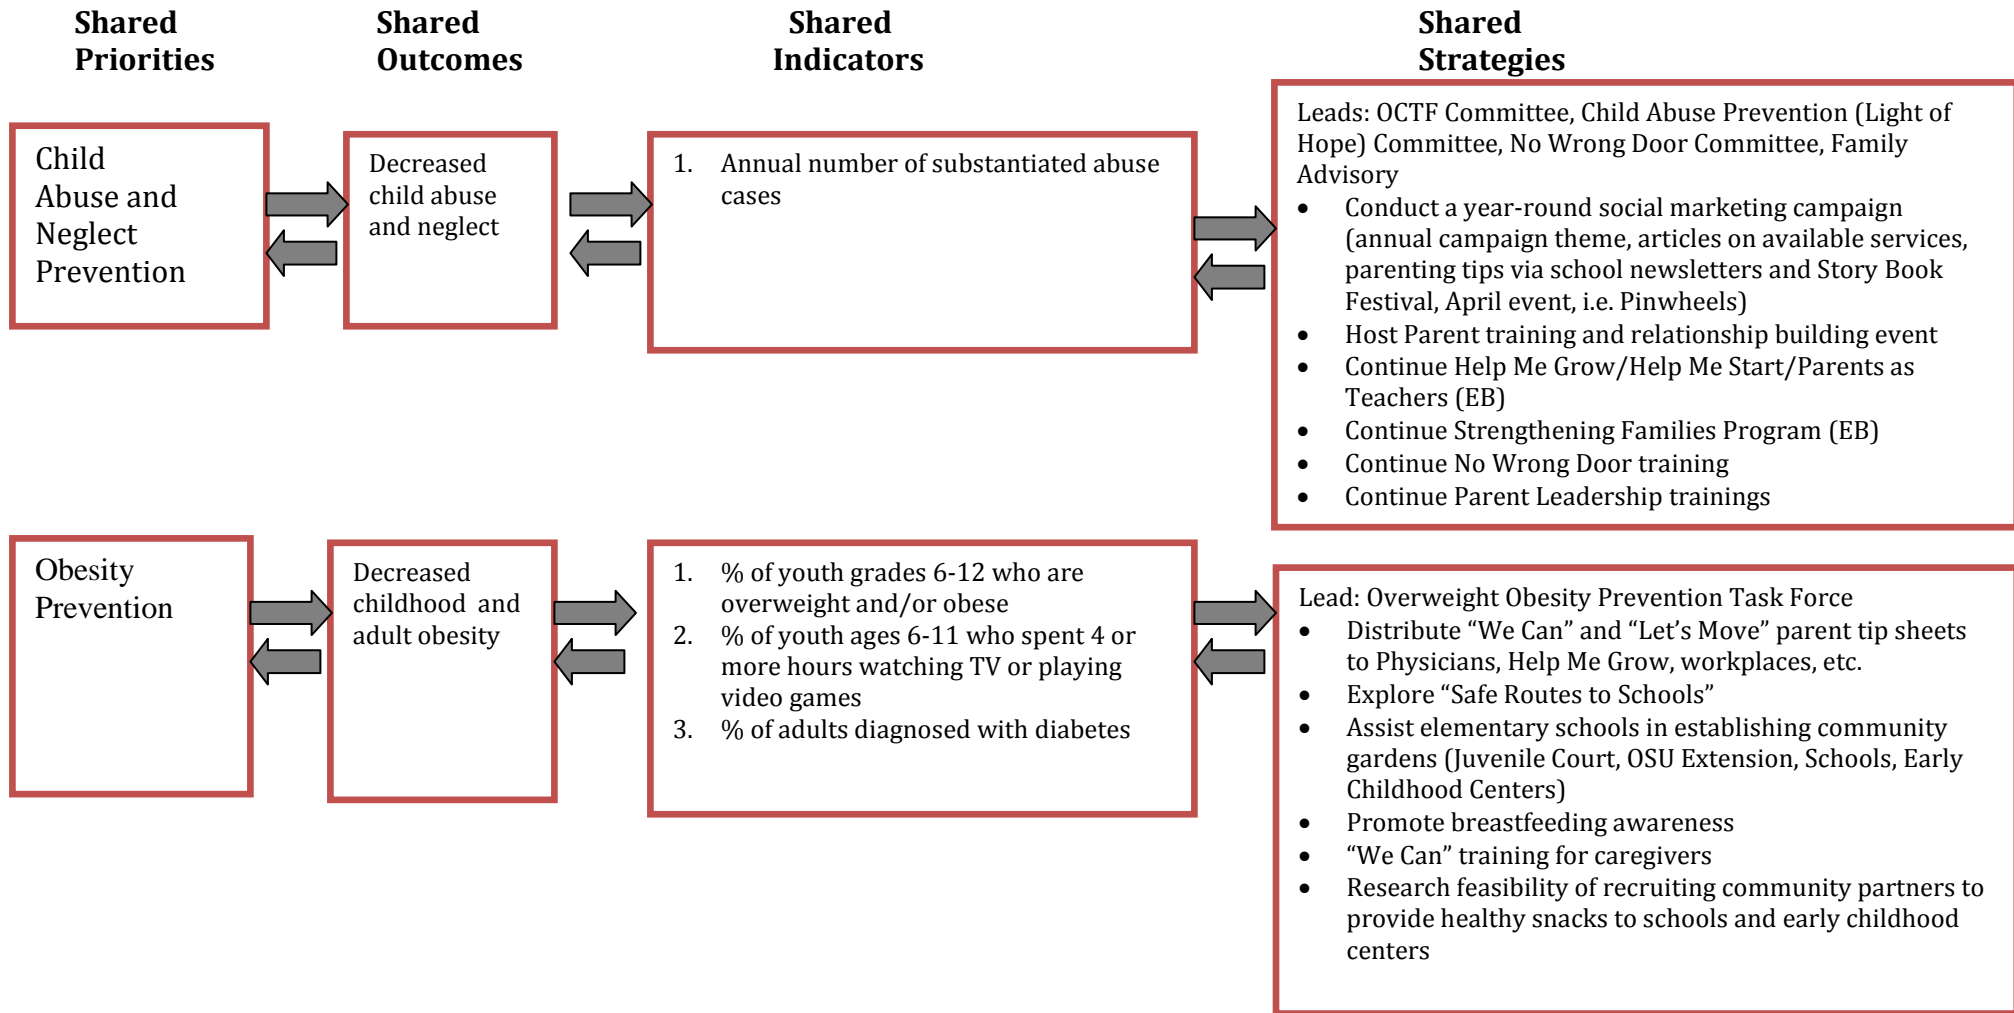 Shared Priorities
Shared Outcomes
Shared Indicators
Shared Strategies
Child
Abuse and
Neglect
Prevention
Decreased
child abuse
and neglect
1. Annual number of substantiated abuse
cases
Leads: OCTF Committee, Child Abuse Prevention (Light of
Hope) Committee, No Wrong Door Committee, Family
Advisory
• Conduct a year-round social marketing campaign
(annual campaign theme, articles on available services,
parenting tips via school newsletters and Story Book
Festival, April event, i.e. Pinwheels)
• Host Parent training and relationship building event
• Continue Help Me Grow/Help Me Start/Parents as
Teachers (EB)
• Continue Strengthening Families Program (EB)
• Continue No Wrong Door training
• Continue Parent Leadership trainings
Obesity
Prevention
Decreased
childhood and
adult obesity
1. % of youth grades 6-12 who are
overweight and/or obese
2. % of youth ages 6-11 who spent 4 or
more hours watching TV or playing
video games
3. % of adults diagnosed with diabetes
Lead: Overweight Obesity Prevention Task Force
• Distribute “We Can” and “Let’s Move” parent tip sheets
to Physicians, Help Me Grow, workplaces, etc.
• Explore “Safe Routes to Schools”
• Assist elementary schools in establishing community
gardens (Juvenile Court, OSU Extension, Schools, Early
Childhood Centers)
• Promote breastfeeding awareness
• “We Can” training for caregivers
• Research feasibility of recruiting community partners to
provide healthy snacks to schools and early childhood
centers